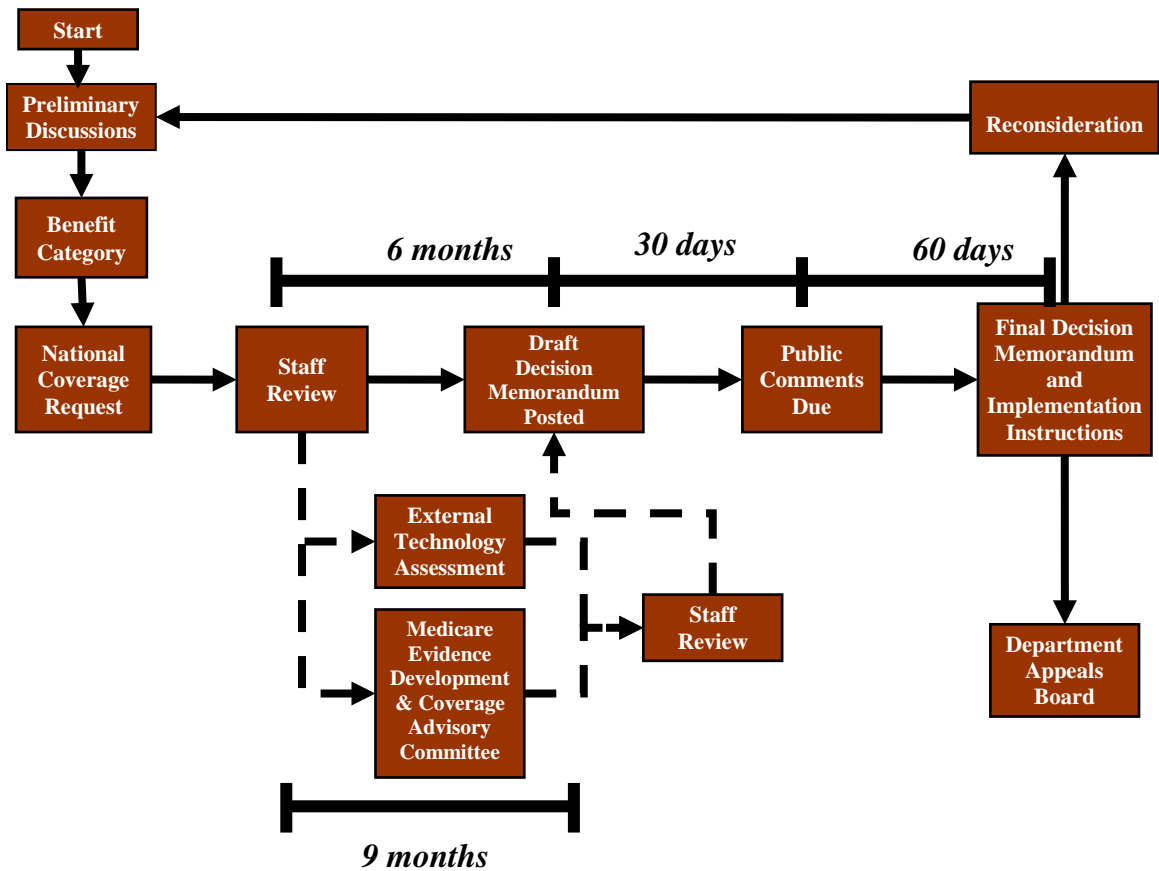 Start
Preliminary
Discussions
Reconsideration
Benefit
Category
6 months
30 days
60 days
National
Coverage
Request
Staff
Review
Draft
Decision
Memorandum
Posted
Public
Comments
Due
Final Decision
Memorandum
and
Implementation
Instructions
External
Technology
Assessment
Medicare
Evidence
Development
& Coverage
Advisory
Committee
Staff
Review
Department
Appeals
Board
9 months